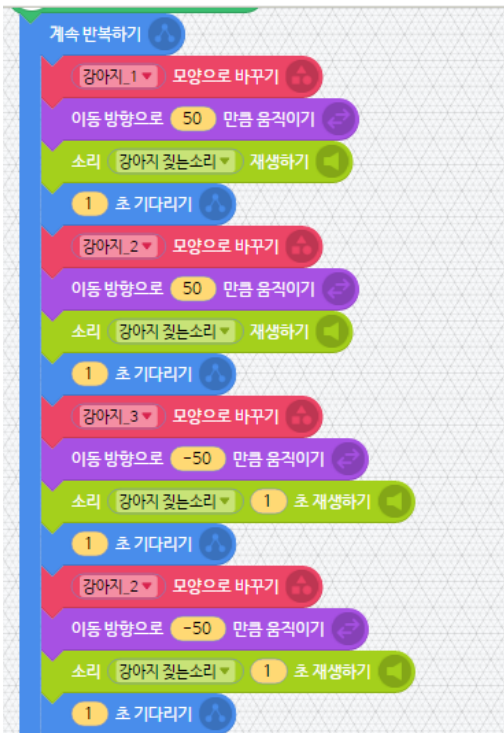 계속 반복하기
강아지_1 모양으로 바꾸기
이동 방향으로 50 만큼 움직이기
소리 강아지 짖는소리 재생하기
1 초 기다리기
강아지_2 모양으로 바꾸기
이동 방향으로 50 만큼 움직이기
소리 강아지 짖는소리 재생하기
1 초 기다리기
강아지_3 모양으로 바꾸기
이동 방향으로 -50 만큼 움직이기
소리 강아지 짖는소리 1 초 재생하기
1 초 기다리기
강아지_2 모양으로 바꾸기
이동 방향으로 -50 만큼 움직이기
소리 강아지 짖는소리 1 초 재생하기
1 초 기다리기